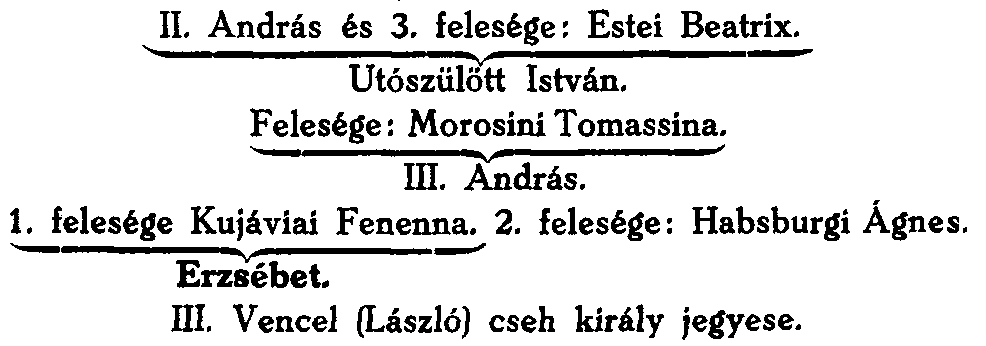 II. András és 3. felesége: Estei Beatrix.
Utószülött István.
Felesége: Morosini Tomassina.
III. András.
1. felesége Kujáviai Fenenna. 2. felesége: Habsburgi Ágnes.
Erzsébet.
III. Vencel (László) cseh király jegyese.